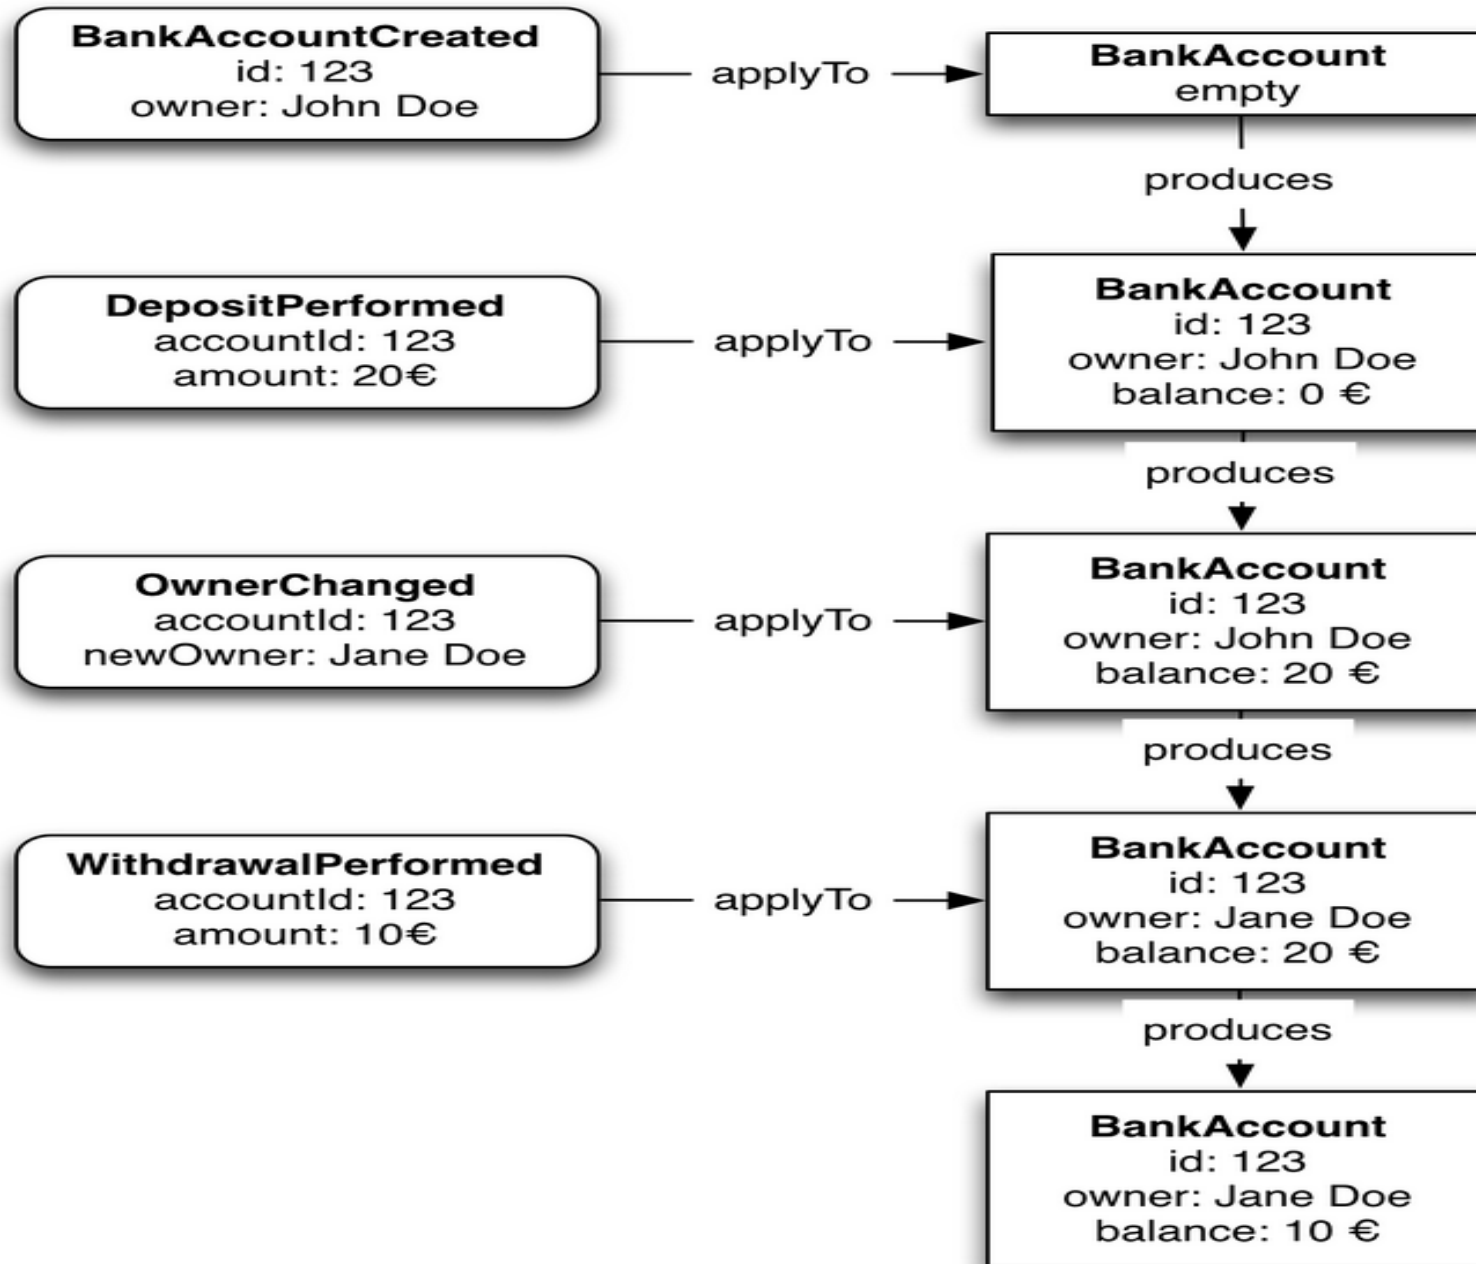 BankAccountCreated
id: 123
owner: John Doe
applyTo
BankAccount
empty
produces
DepositPerformed
accountId: 123
amount: 20€
applyTo
BankAccount
id: 123
owner: John Doe
balance: 0 €
produces
OwnerChanged
accountId: 123
newOwner: Jane Doe
applyTo
BankAccount
id: 123
owner: John Doe
balance: 20 €
produces
WithdrawalPerformed
accountId: 123
amount: 10€
applyTo
BankAccount
id: 123
owner: Jane Doe
balance: 20 €
produces
BankAccount
id: 123
owner: Jane Doe
balance: 10 €